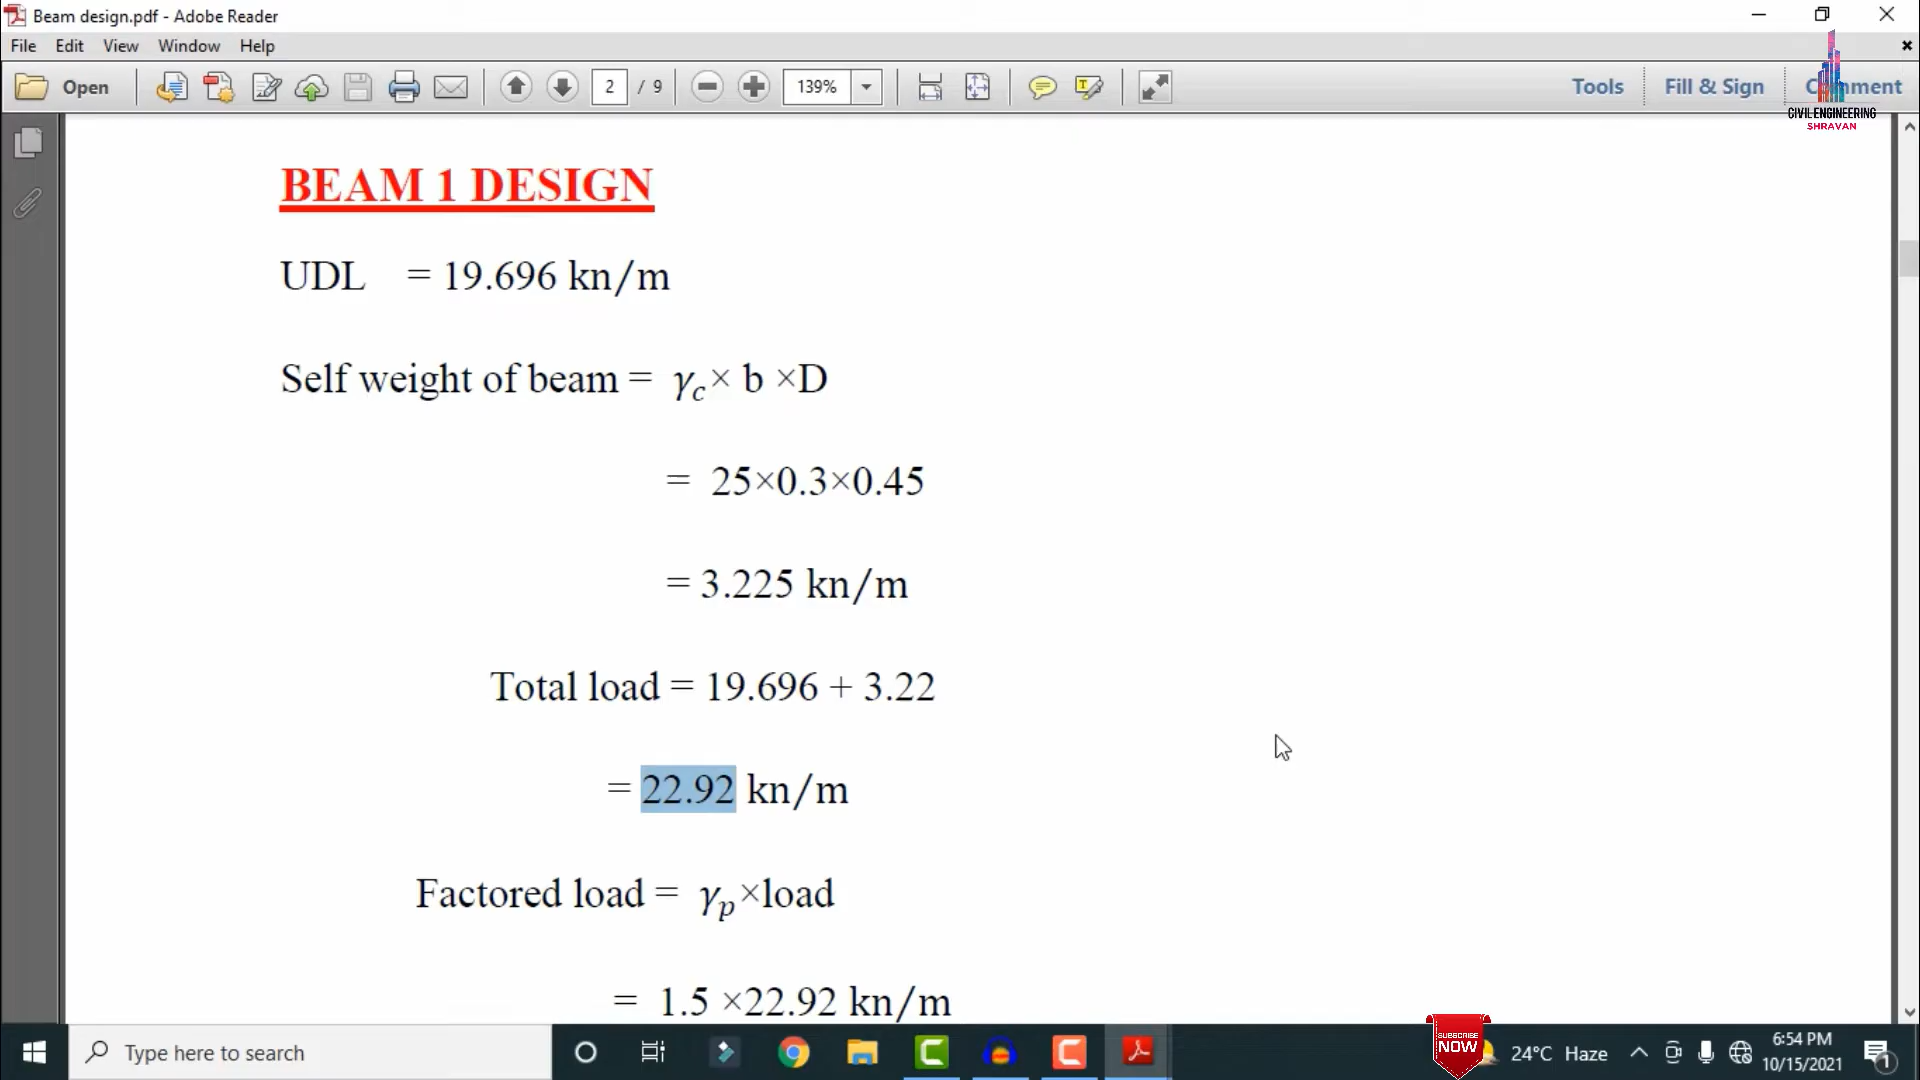 Beam design.pdf - Adobe Reader
File Edit View Window Help
Open 2 / 9 139% Tools Fill & Sign Comment
CIVIL ENGINEERING
SHRAVAN
BEAM 1 DESIGN
UDL = 19.696 kn/m
Self weight of beam = γc× b ×D
= 25×0.3×0.45
= 3.225 kn/m
Total load = 19.696 + 3.22
= 22.92 kn/m
Factored load = γp×load
= 1.5 ×22.92 kn/m
Type here to search
SUBSCRIBE
NOW
24°C Haze
6:54 PM
10/15/2021
1